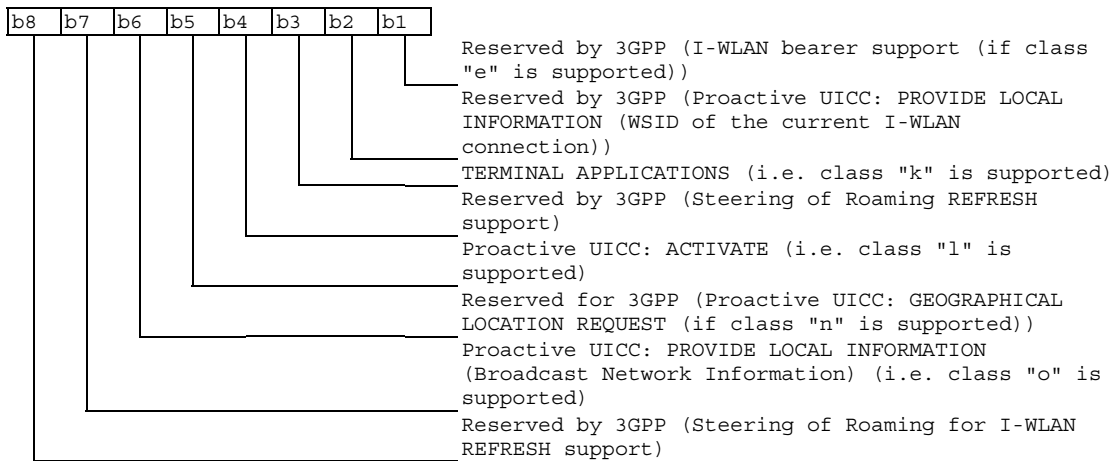 b8 b7 b6 b5 b4 b3 b2 b1
Reserved by 3GPP (I-WLAN bearer support (if class
"e" is supported))
Reserved by 3GPP (Proactive UICC: PROVIDE LOCAL
INFORMATION (WSID of the current I-WLAN
connection))
TERMINAL APPLICATIONS (i.e. class "k" is supported)
Reserved by 3GPP (Steering of Roaming REFRESH
support)
Proactive UICC: ACTIVATE (i.e. class "l" is
supported)
Reserved for 3GPP (Proactive UICC: GEOGRAPHICAL
LOCATION REQUEST (if class "n" is supported))
Proactive UICC: PROVIDE LOCAL INFORMATION
(Broadcast Network Information) (i.e. class "o" is
supported)
Reserved by 3GPP (Steering of Roaming for I-WLAN
REFRESH support)